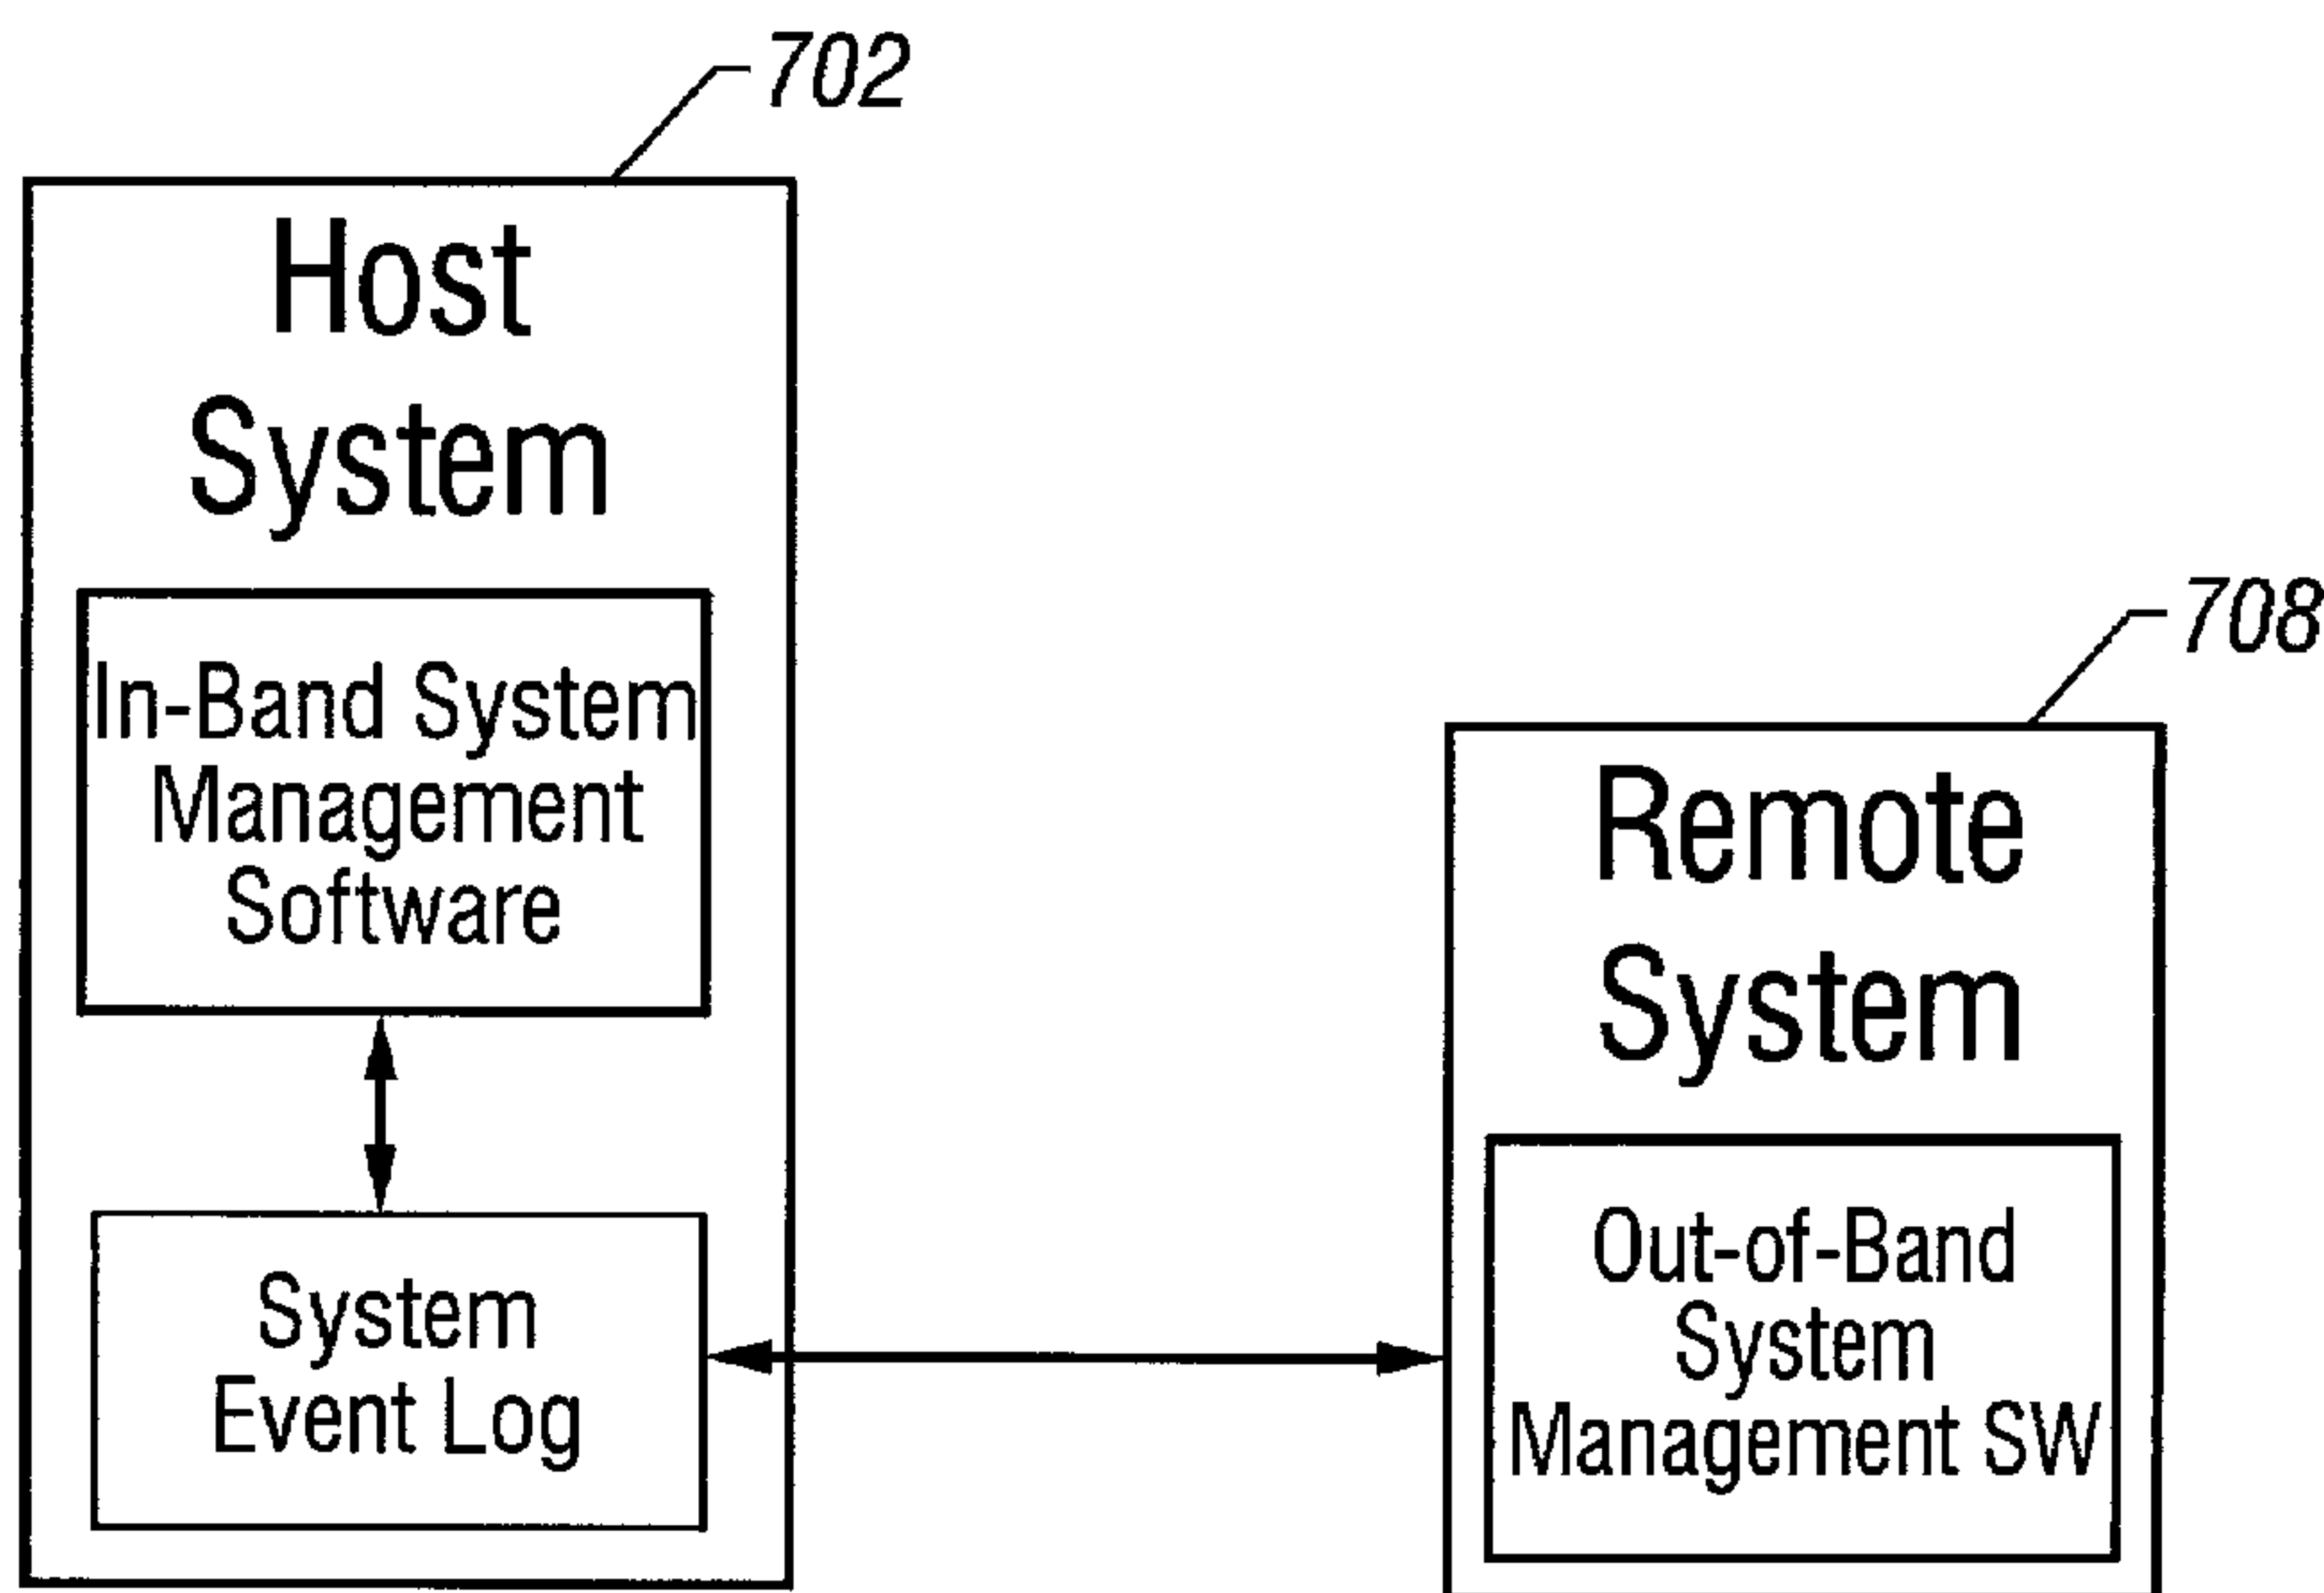 702
Host
System
In-Band System
Management
Software
System
Event Log
708
Remote
System
Out-of-Band
System
Management SW